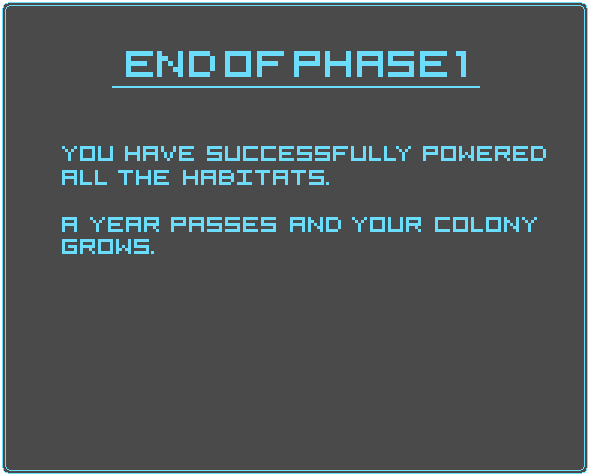 END OF PHASE 1
YOU HAVE SUCCESSFULLY POWERED
ALL THE HABITATS.
A YEAR PASSES AND YOUR COLONY
GROWS.